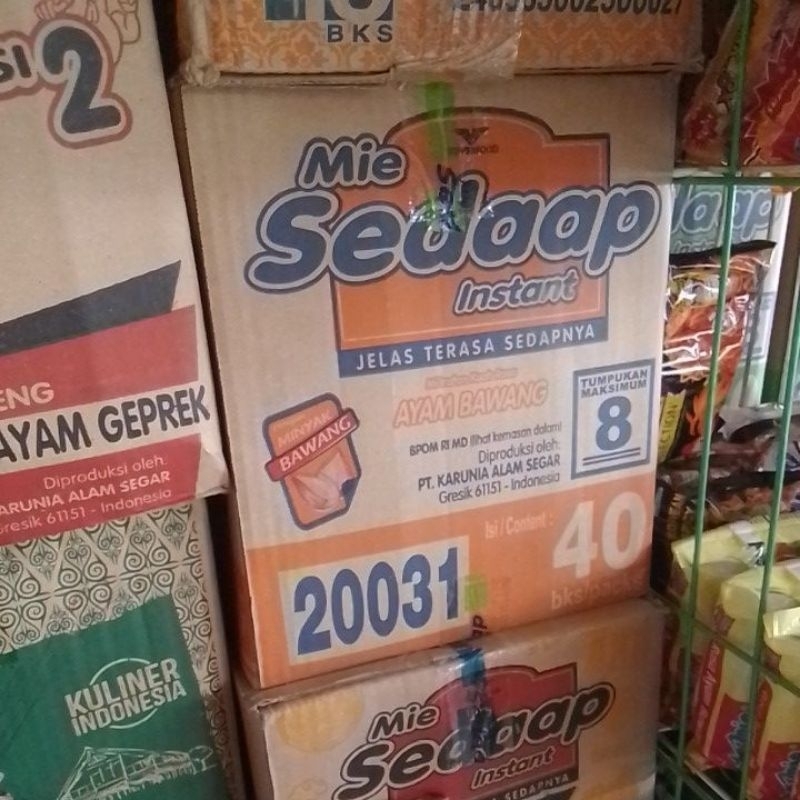 BKS
2
Mie
Sedaap
Instant
JELAS TERASA SEDAPNYA
AYAM BAWANG
MINYAK
BAWANG
TUMPUKAN
MAKSIMUM
8
BPOM RI MD (lihat kemasan dalam)
Diproduksi oleh:
PT. KARUNIA ALAM SEGAR
Gresik 61151 - Indonesia
Isi / Content :
40
bks/packs
20031
ENG
AYAM GEPREK
Diproduksi oleh:
KARUNIA ALAM SEGAR
Gresik 61151 - Indonesia
KULINER
INDONESIA
Mie
Sedaap
Instant
SEDAPNYA